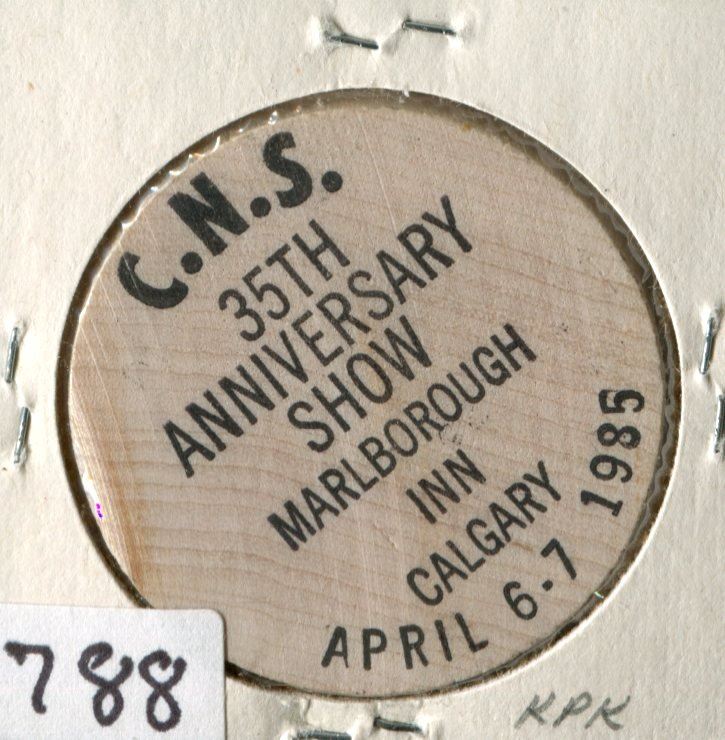 C.N.S.
35TH
ANNIVERSARY
SHOW
MARLBOROUGH
INN
CALGARY
APRIL 6-7 1985
788
KPK